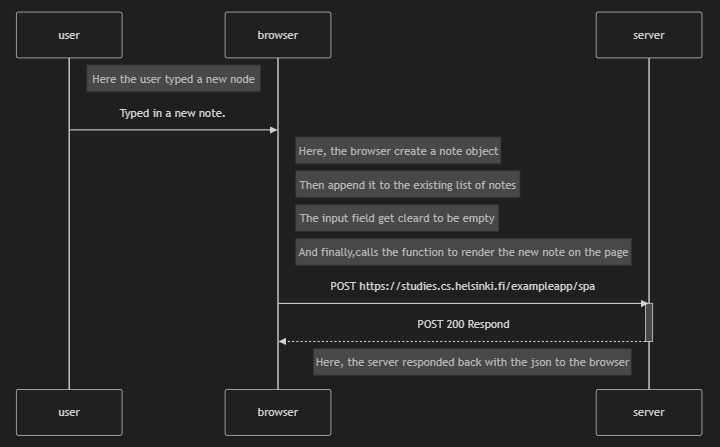 user browser server
Here the user typed a new node
Typed in a new note.
Here, the browser create a note object
Then append it to the existing list of notes
The input field get cleard to be empty
And finally,calls the function to render the new note on the page
POST https://studies.cs.helsinki.fi/exampleapp/spa
POST 200 Respond
Here, the server responded back with the json to the browser
user browser server